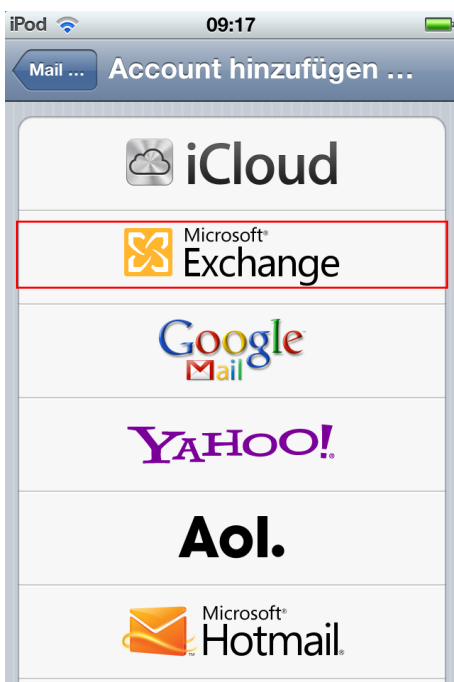 iPod 09:17
Mail ... Account hinzufügen ...
iCloud
Microsoft®
Exchange
Google
Mail
YAHOO!®
Aol.
Microsoft®
Hotmail®